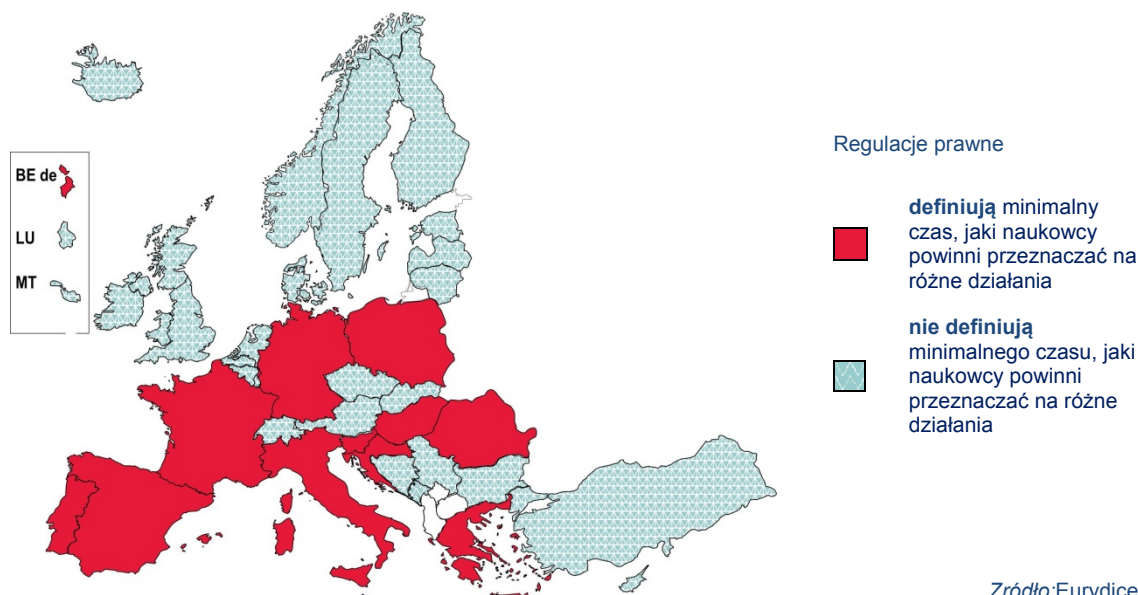 BE de
LU
MT
Regulacje prawne
definiują minimalny
czas, jaki naukowcy
powinni przeznaczać na
różne działania
nie definiują
minimalnego czasu, jaki
naukowcy powinni
przeznaczać na różne
działania
Źródło:Eurydice